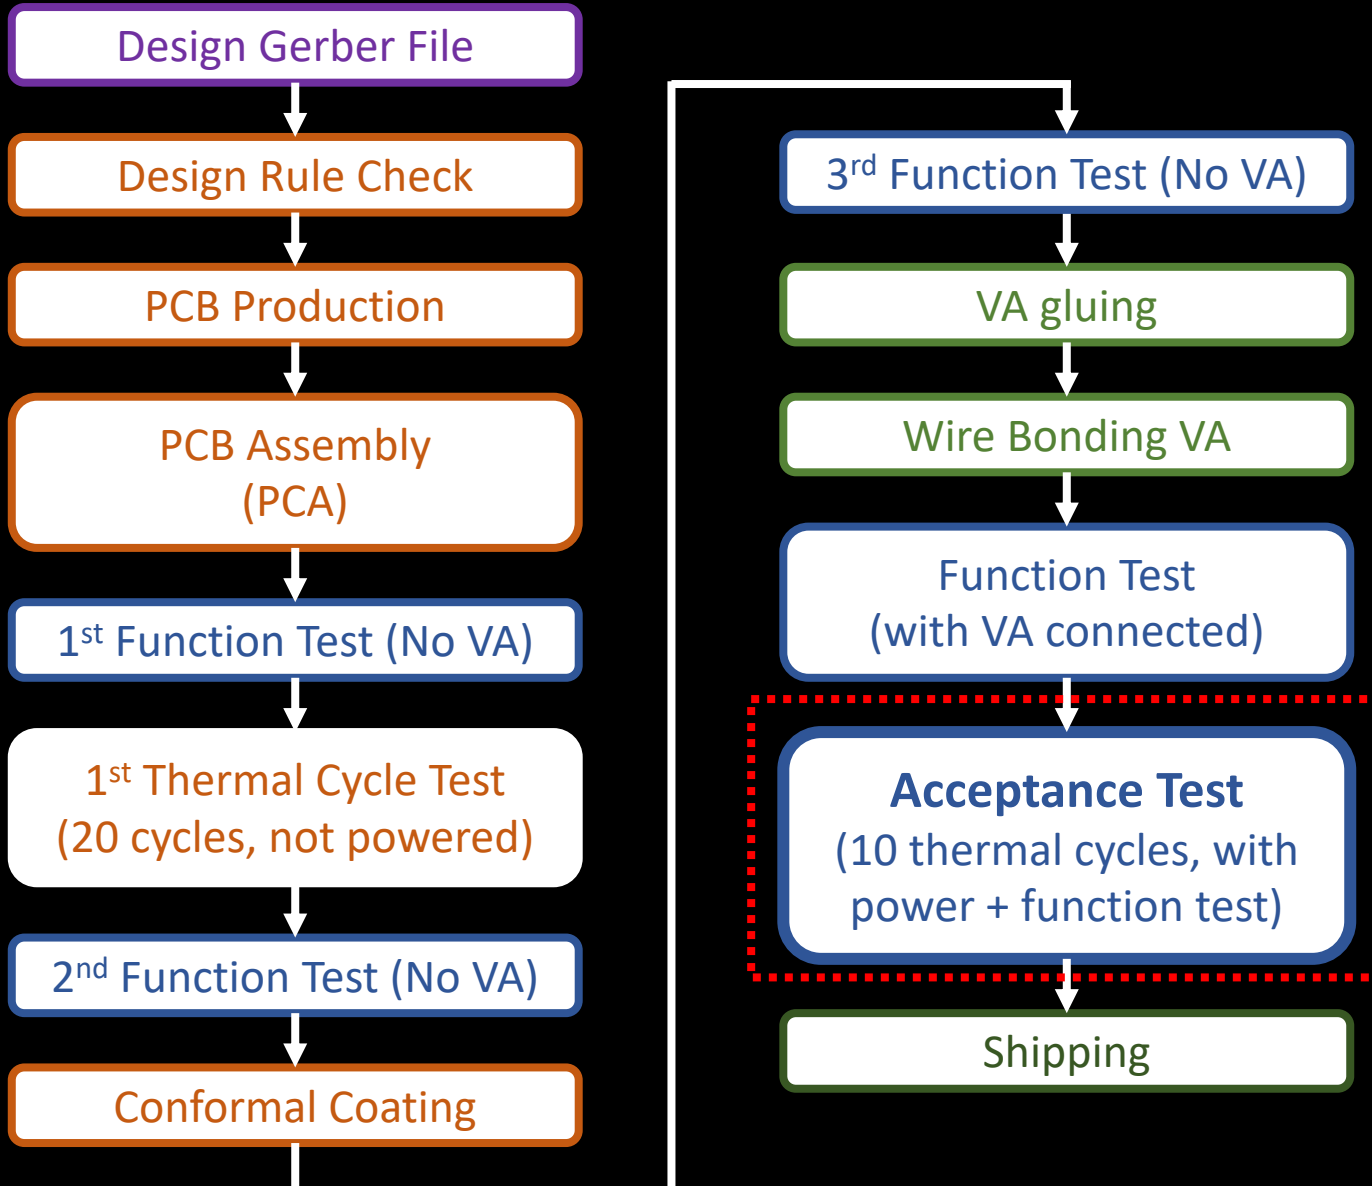 Design Gerber File
Design Rule Check
PCB Production
PCB Assembly
(PCA)
1st Function Test (No VA)
1st Thermal Cycle Test
(20 cycles, not powered)
2nd Function Test (No VA)
Conformal Coating
3rd Function Test (No VA)
VA gluing
Wire Bonding VA
Function Test
(with VA connected)
Acceptance Test
(10 thermal cycles, with
power + function test)
Shipping